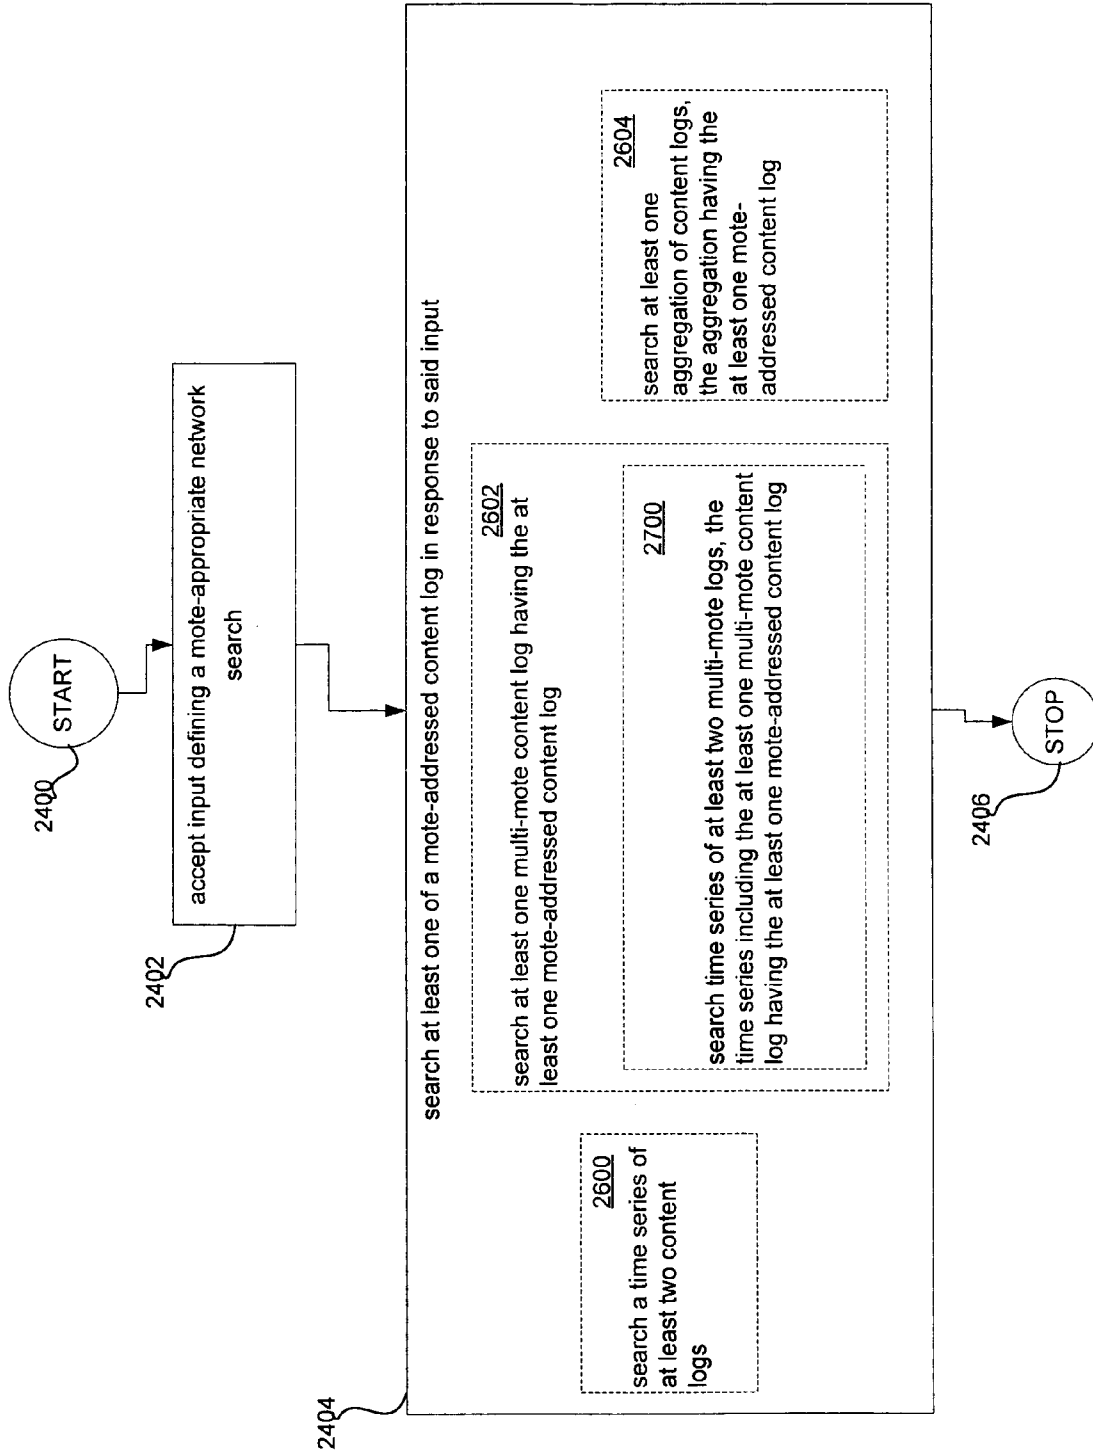 START
2400
accept input defining a mote-appropriate network
search
2402
search at least one of a mote-addressed content log in response to said input
2404
2600
search a time series of
at least two content
logs
2602
search at least one multi-mote content log having the at
least one mote-addressed content log
2700
search time series of at least two multi-mote logs, the
time series including the at least one multi-mote content
log having the at least one mote-addressed content log
2604
search at least one
aggregation of content logs,
the aggregation having the
at least one mote-
addressed content log
STOP
2406